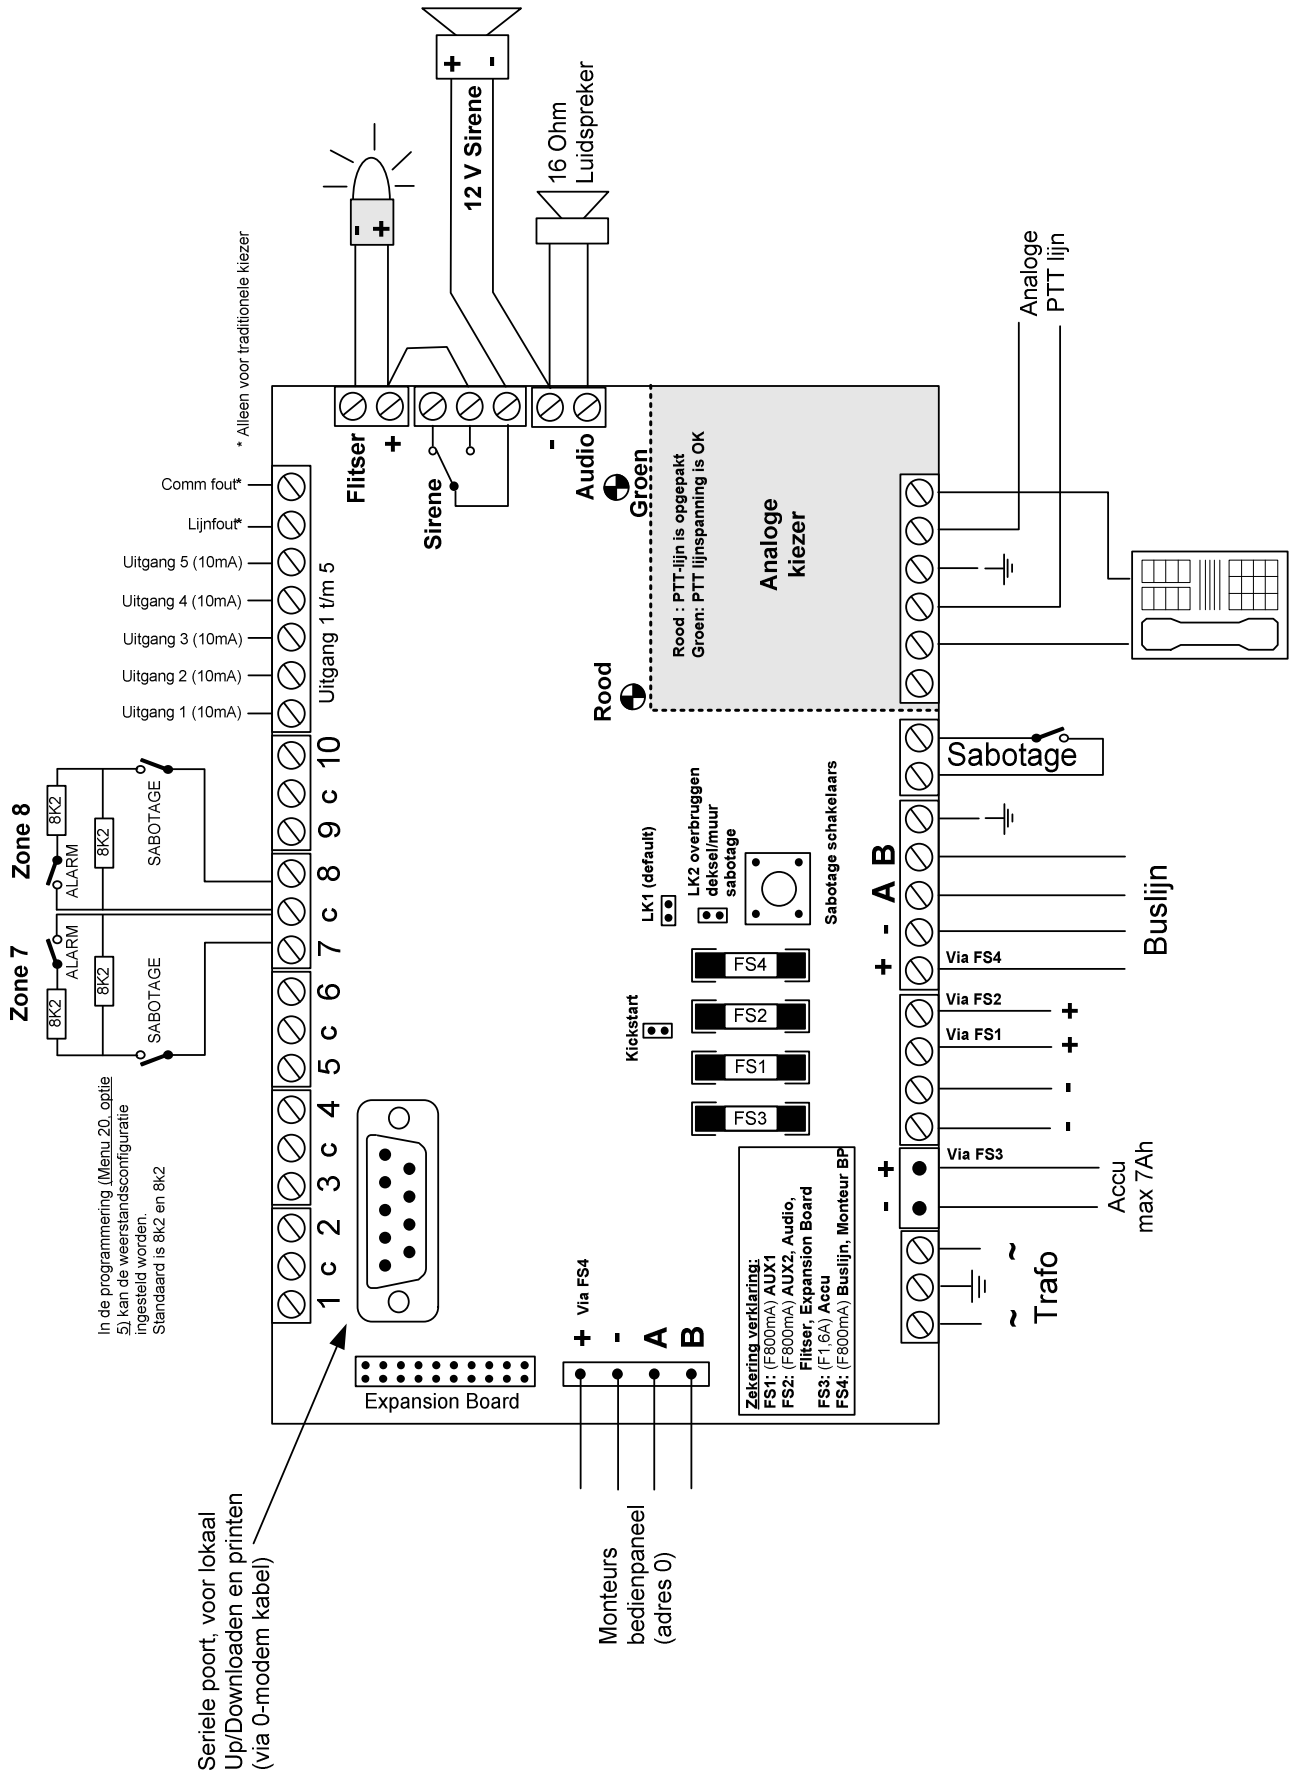 +
-
12 V Sirene
16 Ohm
Luidspreker
-
+
* Alleen voor traditionele kiezer
Flitser
+
Sirene
-
Audio
Groen
Comm fout*
Lijnfout*
Uitgang 5 (10mA)
Uitgang 4 (10mA)
Uitgang 3 (10mA)
Uitgang 2 (10mA)
Uitgang 1 (10mA)
Uitgang 1 t/m 5
Rood
Rood : PTT-lijn is opgepakt
Groen: PTT lijnspanning is OK
Analoge
kiezer
Analoge
PTT lijn
Zone 8
8K2
ALARM
8K2
SABOTAGE
Zone 7
ALARM
8K2
8K2
SABOTAGE
10
c
9
8
c
7
6
c
5
4
c
3
2
c
1
In de programmering (Menu 20, optie
5) kan de weerstandsconfiguratie
ingesteld worden.
Standaard is 8k2 en 8k2
LK1 (default)
LK2 overbruggen
deksel/muur
sabotage
Sabotage schakelaars
Kickstart
FS4
FS2
FS1
FS3
Sabotage
B
A
-
+
Via FS4
Buslijn
Via FS2
+
Via FS1
+
-
-
Via FS3
+
-
Accu
max 7Ah
~
~
Trafo
Zekering verklaring:
FS1: (F800mA) AUX1
FS2: (F800mA) AUX2, Audio,
Flitser, Expansion Board
FS3: (F1,6A) Accu
FS4: (F800mA) Buslijn, Monteur BP
Expansion Board
+ Via FS4
-
A
B
Monteurs
bedienpaneel
(adres 0)
Seriele poort, voor lokaal
Up/Downloaden en printen
(via 0-modem kabel)